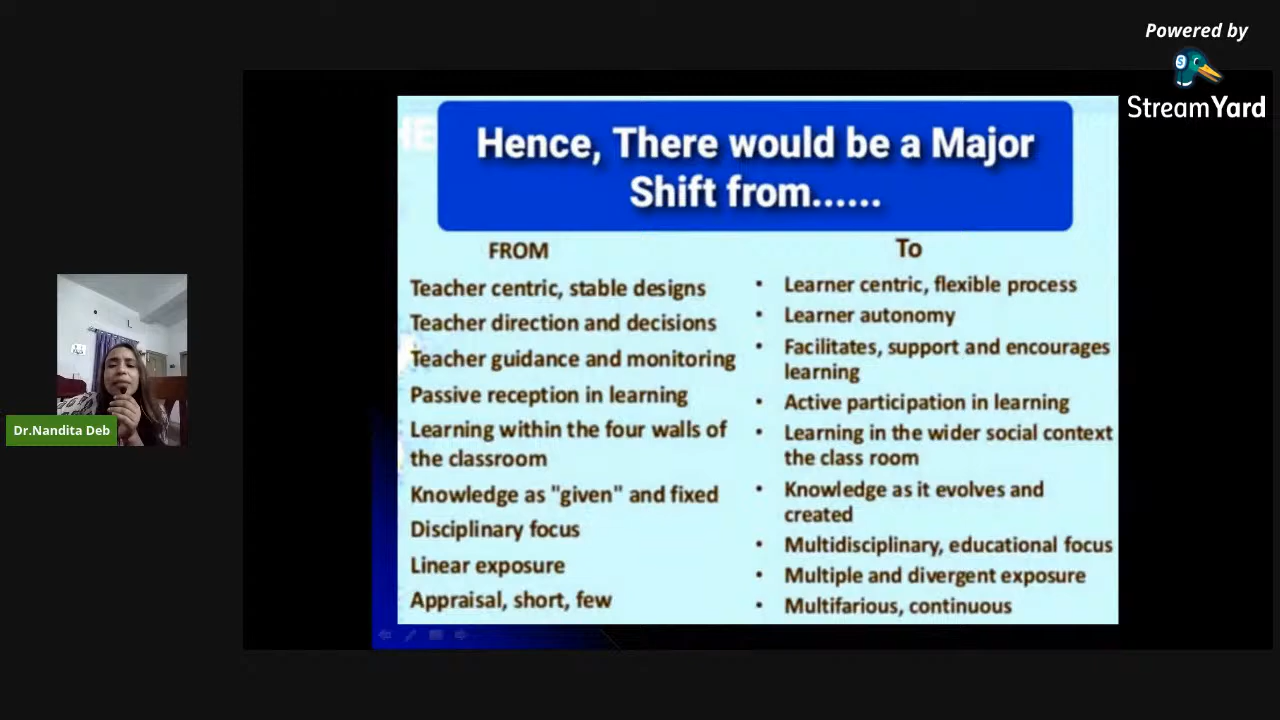 Powered by
StreamYard
Hence, There would be a Major
Shift from......
FROM
Teacher centric, stable designs
Teacher direction and decisions
Teacher guidance and monitoring
Passive reception in learning
Learning within the four walls of
the classroom
Knowledge as "given" and fixed
Disciplinary focus
Linear exposure
Appraisal, short, few
To
• Learner centric, flexible process
• Learner autonomy
• Facilitates, support and encourages
learning
• Active participation in learning
• Learning in the wider social context
the class room
• Knowledge as it evolves and
created
• Multidisciplinary, educational focus
• Multiple and divergent exposure
• Multifarious, continuous
Dr.Nandita Deb